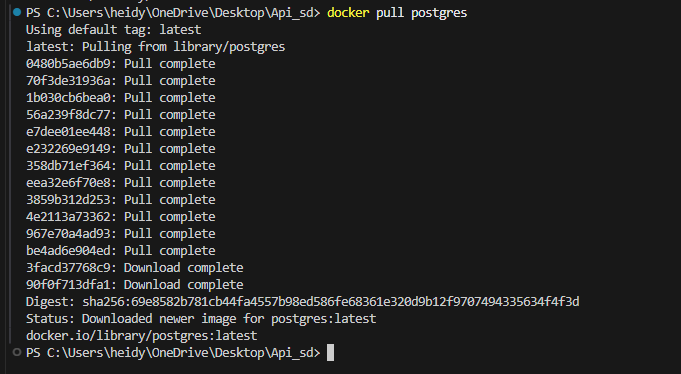 PS C:\Users\heidy\OneDrive\Desktop\Api_sd> docker pull postgres
Using default tag: latest
latest: Pulling from library/postgres
0480b5ae6db9: Pull complete
70f3de31936a: Pull complete
1b030cb6bea0: Pull complete
56a239f8dc77: Pull complete
e7dee01ee448: Pull complete
e232269e9149: Pull complete
358db71ef364: Pull complete
eea32e6f70e8: Pull complete
3859b312d253: Pull complete
4e2113a73362: Pull complete
967e70a4ad93: Pull complete
be4ad6e904ed: Pull complete
3facd37768c9: Download complete
90f0f713dfa1: Download complete
Digest: sha256:69e8582b781cb44fa4557b98ed586fe68361e320d9b12f9707494335634f4f3d
Status: Downloaded newer image for postgres:latest
docker.io/library/postgres:latest
PS C:\Users\heidy\OneDrive\Desktop\Api_sd>